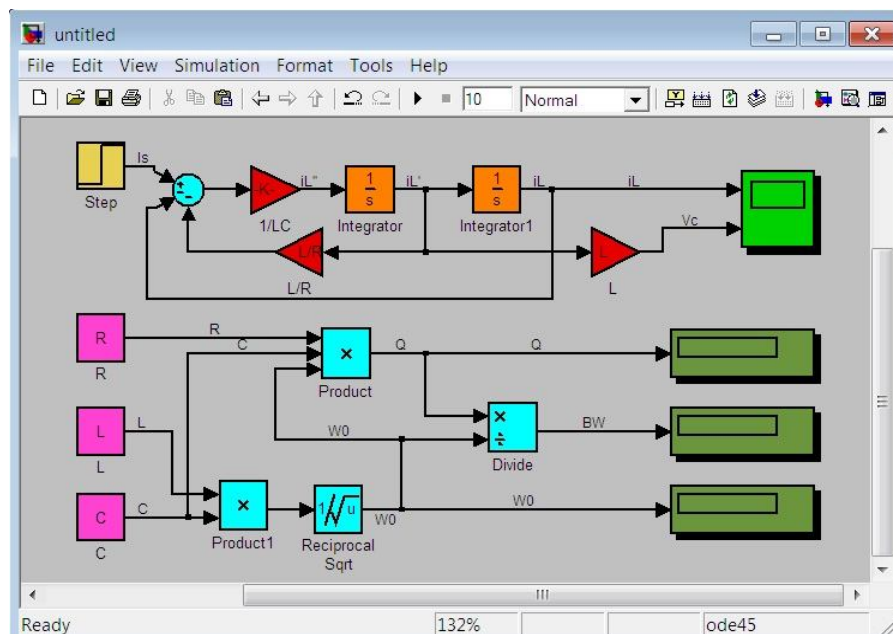 untitled
File Edit View Simulation Format Tools Help
10 Normal
Is
iL'' iL' iL iL
-K-
1
s
1
s
Step
1/LC
Integrator
Integrator1
Vc
L/R
L
L/R
L
R
R
C
R
Q
Q
Product
L
L
L
W0
BW
Divide
C
C
C
Product1
1/√u
W0
W0
Reciprocal
Sqrt
Ready 132% ode45